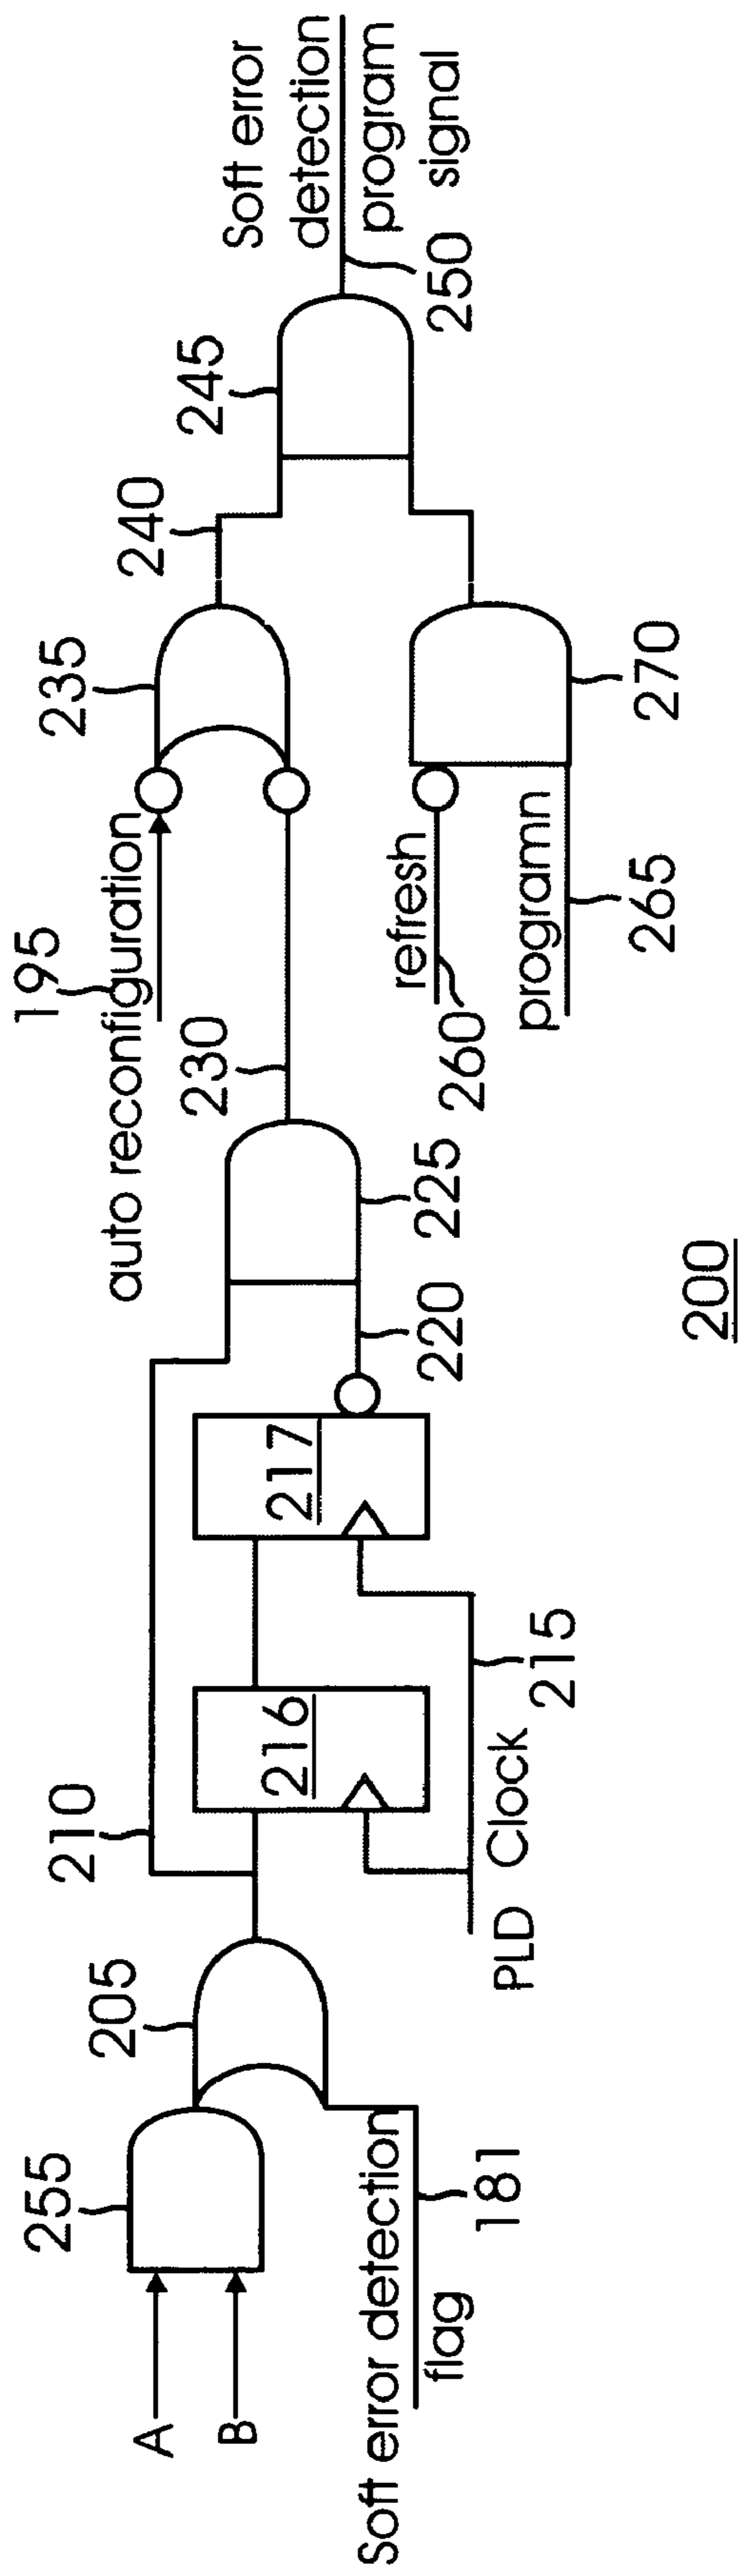 A
B
255
Soft error detection
flag
181
205
210
216
217
PLD Clock
215
220
225
230
195
auto reconfiguration
235
240
refresh
260
programn
265
270
245
250
Soft error
detection
program
signal
200